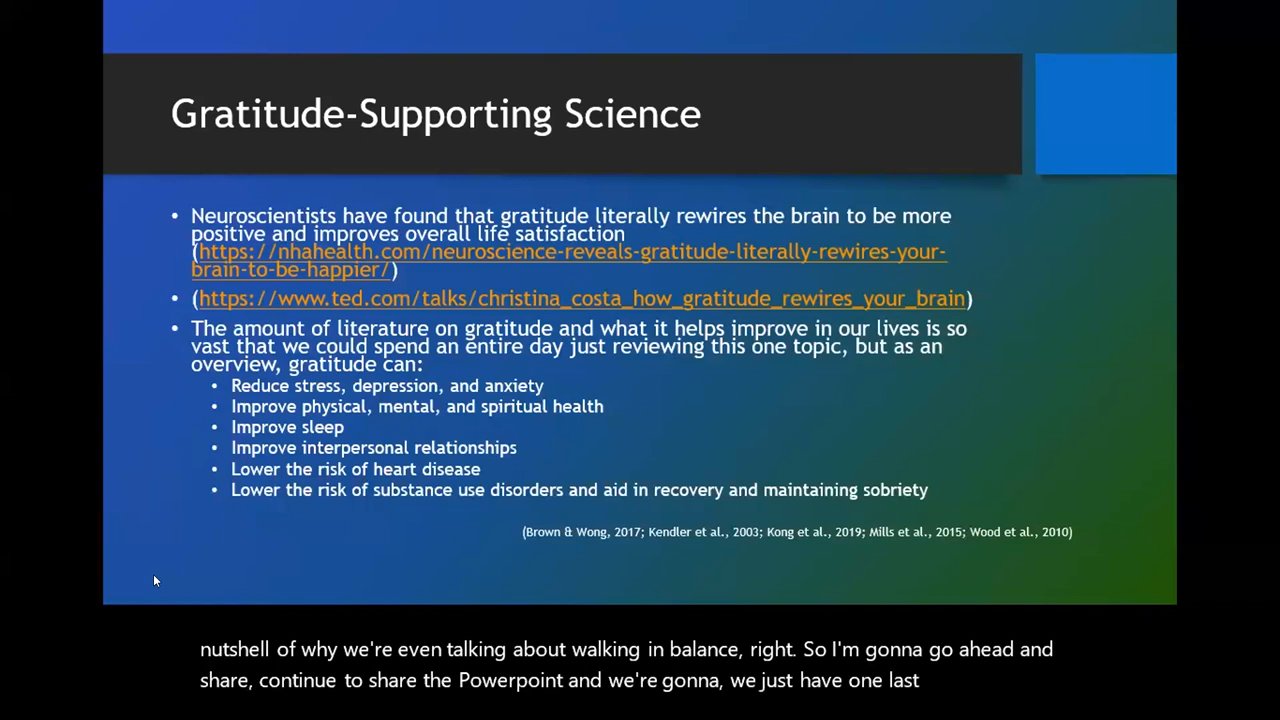 Gratitude-Supporting Science
• Neuroscientists have found that gratitude literally rewires the brain to be more
positive and improves overall life satisfaction
(https://nhahealth.com/neuroscience-reveals-gratitude-literally-rewires-your-
brain-to-be-happier/)
• (https://www.ted.com/talks/christina_costa_how_gratitude_rewires_your_brain)
• The amount of literature on gratitude and what it helps improve in our lives is so
vast that we could spend an entire day just reviewing this one topic, but as an
overview, gratitude can:
• Reduce stress, depression, and anxiety
• Improve physical, mental, and spiritual health
• Improve sleep
• Improve interpersonal relationships
• Lower the risk of heart disease
• Lower the risk of substance use disorders and aid in recovery and maintaining sobriety
(Brown & Wong, 2017; Kendler et al., 2003; Kong et al., 2019; Mills et al., 2015; Wood et al., 2010)
nutshell of why we're even talking about walking in balance, right. So I'm gonna go ahead and
share, continue to share the Powerpoint and we're gonna, we just have one last